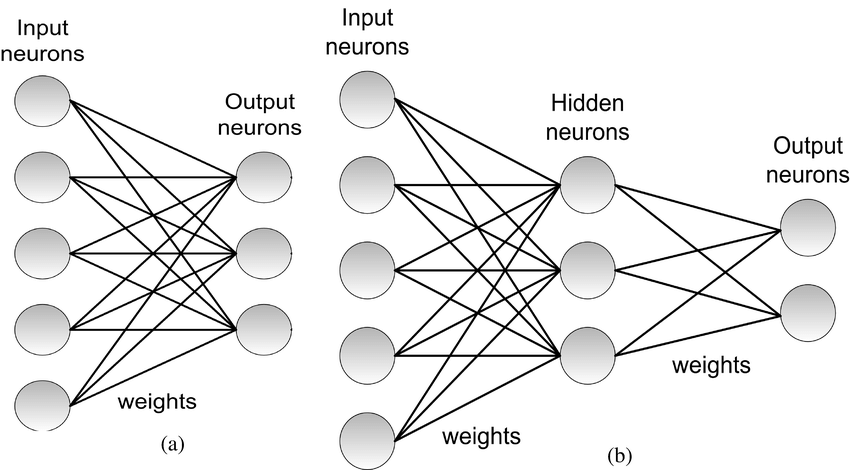 Input
neurons
Output
neurons
weights
(a)
Input
neurons
Hidden
neurons
Output
neurons
weights
weights
(b)